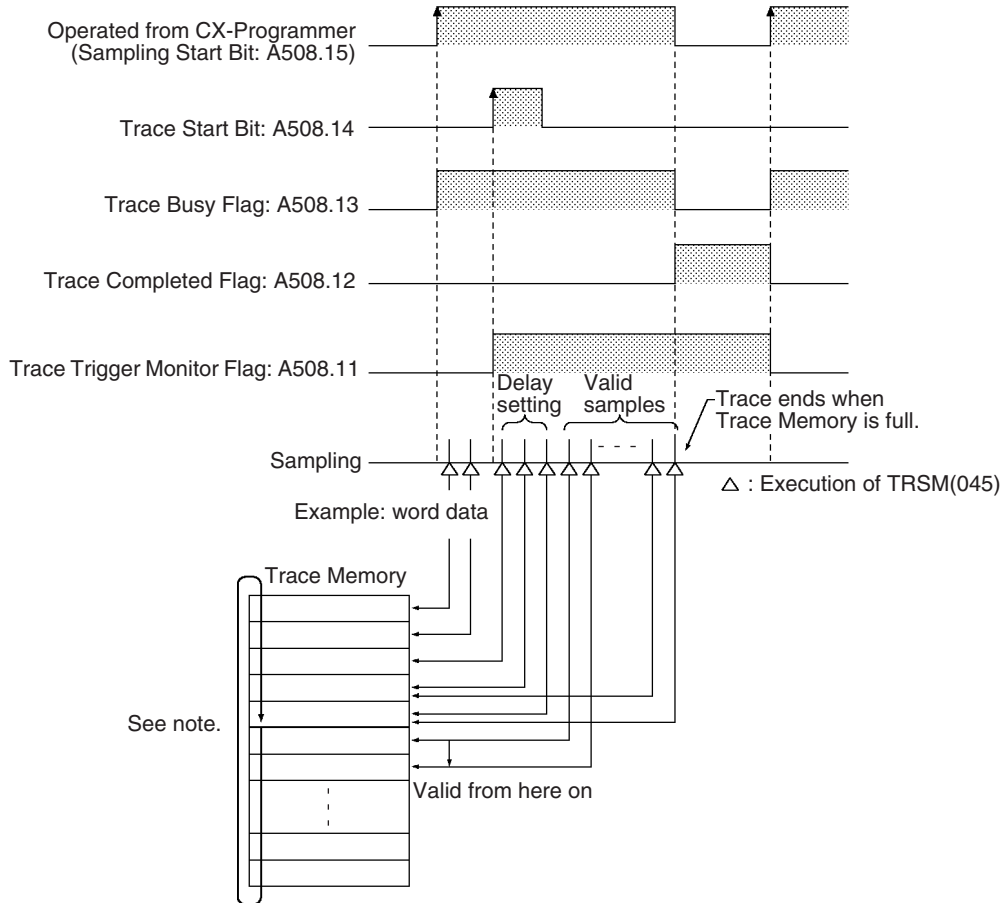 Operated from CX-Programmer
(Sampling Start Bit: A508.15)
Trace Start Bit: A508.14
Trace Busy Flag: A508.13
Trace Completed Flag: A508.12
Trace Trigger Monitor Flag: A508.11
Delay
setting
Valid
samples
Trace ends when
Trace Memory is full.
Sampling
△ : Execution of TRSM(045)
Example: word data
Trace Memory
See note.
Valid from here on